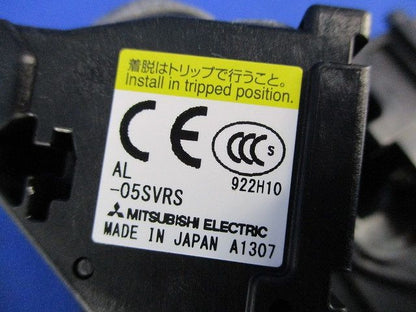 着脱はトリップで行うこと。
Install in tripped position.
CE CCC S
AL 922H10
-05SVRS
MITSUBISHI ELECTRIC
MADE IN JAPAN A1307